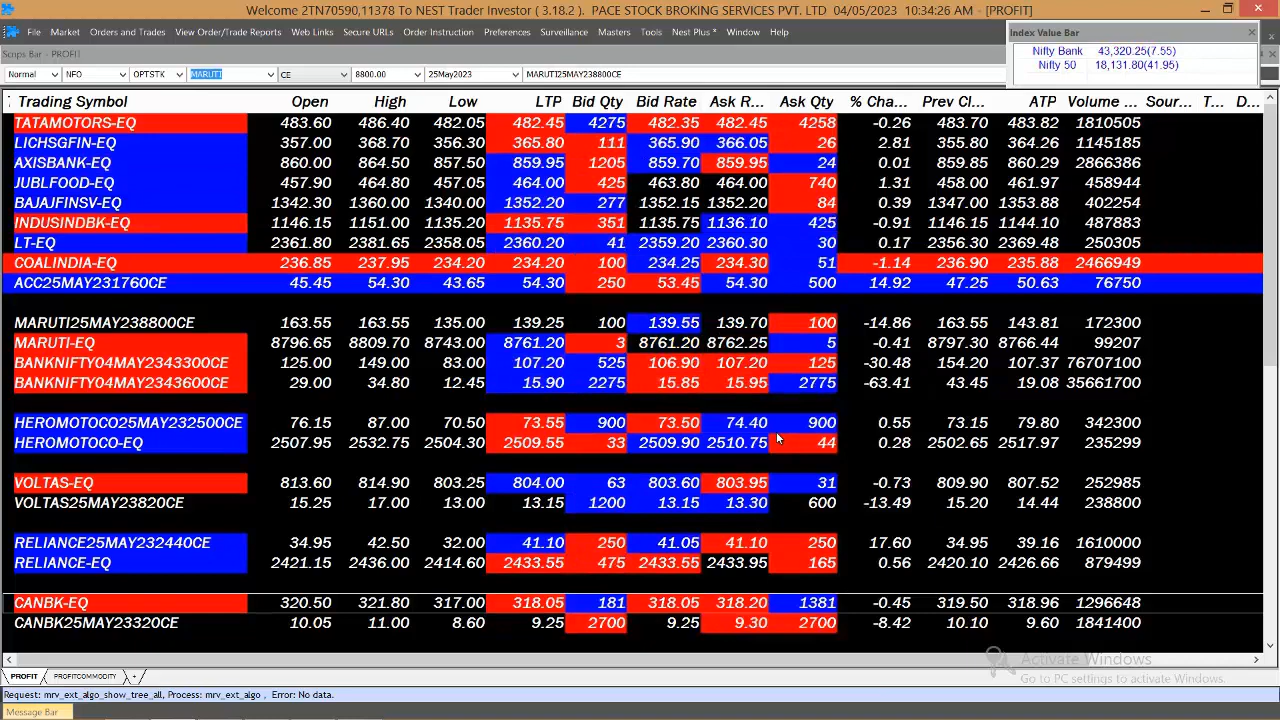 Welcome 2TN70590,11378 To NEST Trader Investor ( 3.18.2 ). PACE STOCK BROKING SERVICES PVT. LTD 04/05/2023 10:34:26 AM - [PROFIT]
File Market Orders and Trades View Order/Trade Reports Web Links Secure URLs Order Instruction Preferences Surveillance Masters Tools Nest Plus * Window Help
Index Value Bar
Nifty Bank 43,320.25(7.55)
Nifty 50 18,131.80(41.95)
Scrips Bar - PROFIT
Normal NFO OPTSTK MARUTI CE 8800.00 25May2023 MARUTI25MAY238800CE
Trading Symbol Open High Low LTP Bid Qty Bid Rate Ask R... Ask Qty % Cha... Prev Cl... ATP Volume ... Sour... T... D...
TATAMOTORS-EQ 483.60 486.40 482.05 482.45 4275 482.35 482.45 4258 -0.26 483.70 483.82 1810505
LICHSGFIN-EQ 357.00 368.70 356.30 365.80 111 365.90 366.05 26 2.81 355.80 364.26 1145185
AXISBANK-EQ 860.00 864.50 857.50 859.95 1205 859.70 859.95 24 0.01 859.85 861.29 2866386
JUBLFOOD-EQ 457.90 464.80 457.05 464.00 425 463.80 464.00 740 1.31 458.00 461.97 458944
BAJAJFINSV-EQ 1342.30 1360.00 1340.00 1352.20 277 1352.15 1352.20 84 0.39 1347.00 1353.88 402254
INDUSINDBK-EQ 1146.15 1151.00 1135.20 1135.75 351 1135.75 1136.10 425 -0.91 1146.15 1144.10 487883
LT-EQ 2361.80 2381.65 2358.05 2360.20 41 2359.20 2360.30 30 0.17 2356.30 2369.48 250305
COALINDIA-EQ 236.85 237.95 234.20 234.20 100 234.25 234.30 51 -1.14 236.90 235.88 2466949
ACC25MAY231760CE 45.45 54.30 43.65 54.30 250 53.45 54.30 500 14.92 47.25 50.63 76750
MARUTI25MAY238800CE 163.55 163.55 135.00 139.25 100 139.55 139.70 100 -14.86 163.55 143.81 172300
MARUTI-EQ 8796.65 8809.70 8743.00 8761.20 3 8761.20 8762.25 5 -0.41 8797.30 8766.44 99207
BANKNIFTY04MAY2343300CE 125.00 149.00 83.00 107.20 525 106.90 107.20 125 -30.48 154.20 107.37 76707100
BANKNIFTY04MAY2343600CE 29.00 34.80 12.45 15.90 2275 15.85 15.95 2775 -63.41 43.45 19.08 35661700
HEROMOTOCO25MAY232500CE 76.15 87.00 70.50 73.55 900 73.50 74.40 900 0.55 73.15 79.80 342300
HEROMOTOCO-EQ 2507.95 2532.75 2504.30 2509.55 33 2509.90 2510.75 44 0.28 2502.65 2517.97 235299
VOLTAS-EQ 813.60 814.90 803.25 804.00 63 803.60 803.95 31 -0.73 809.90 807.52 252985
VOLTAS25MAY23820CE 15.25 17.00 13.00 13.15 1200 13.15 13.30 600 -13.49 15.20 14.44 238800
RELIANCE25MAY232440CE 34.95 42.50 32.00 41.10 250 41.05 41.10 250 17.60 34.95 39.16 1610000
RELIANCE-EQ 2421.15 2436.00 2414.60 2433.55 475 2433.55 2433.95 165 0.56 2420.10 2426.66 879499
CANBK-EQ 320.50 321.80 317.00 318.05 181 318.05 318.20 1381 -0.45 319.50 318.96 1296648
CANBK25MAY23320CE 10.05 11.00 8.60 9.25 2700 9.25 9.30 2700 -8.42 10.10 9.60 1841400
Activate Windows
Go to PC settings to activate Windows.
PROFIT PROFITCOMMODITY +
Request: mrv_ext_algo_show_tree_all, Process: mrv_ext_algo , Error: No data.
Message Bar